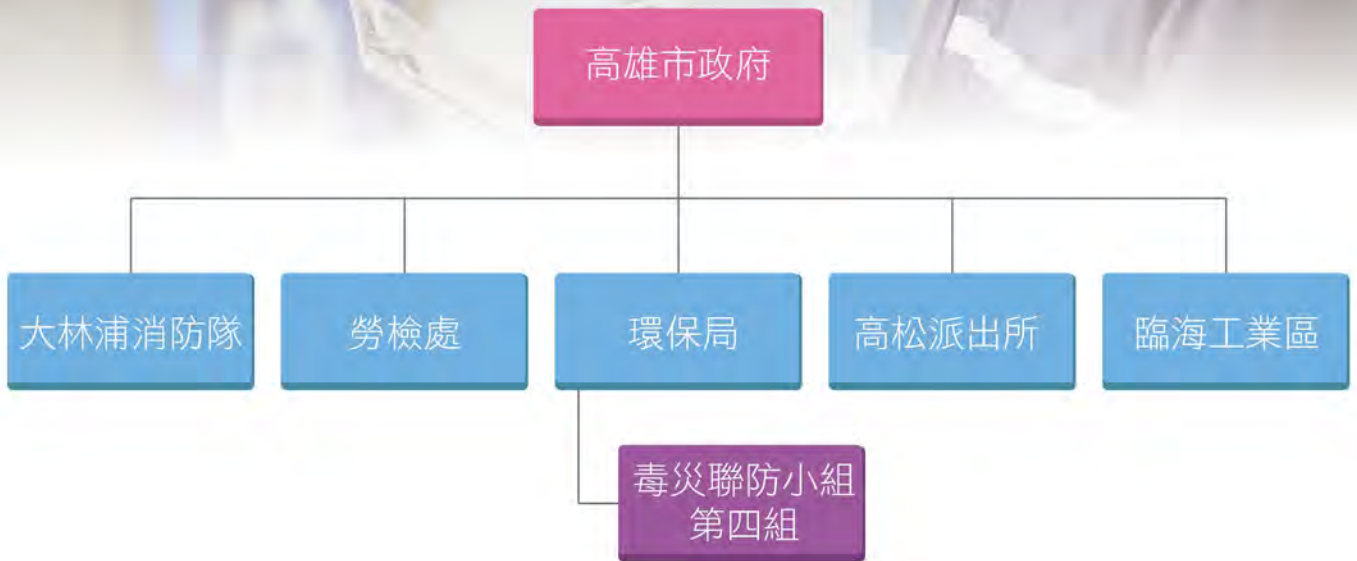 高雄市政府
大林浦消防隊
勞檢處
環保局
高松派出所
臨海工業區
毒災聯防小組
第四組